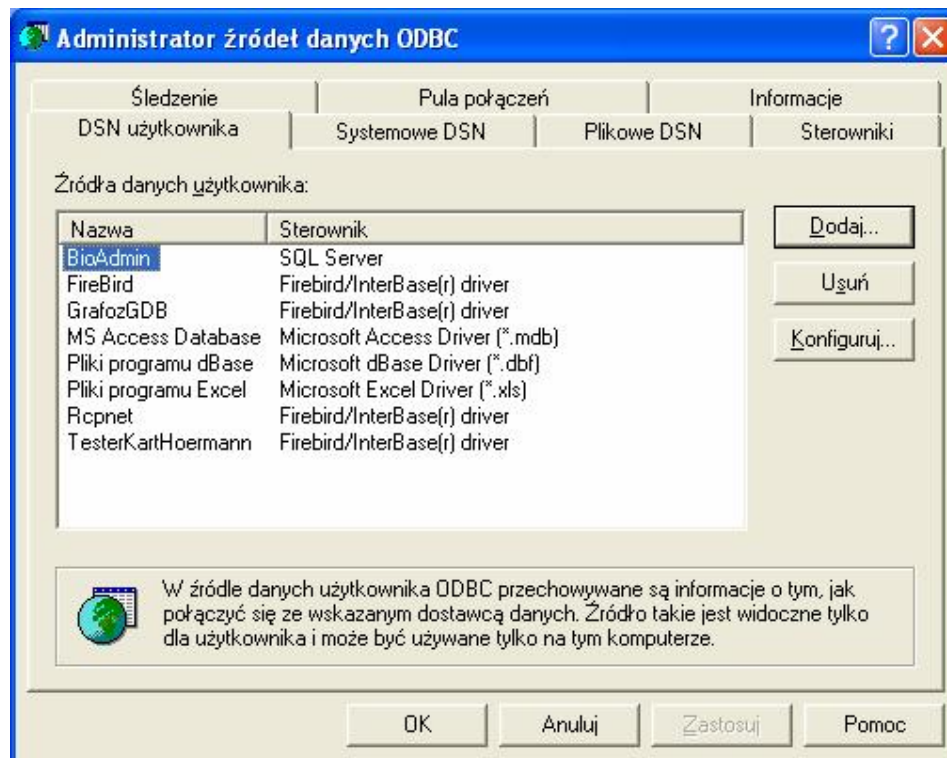 Administrator źródeł danych ODBC
Śledzenie Pula połączeń Informacje
DSN użytkownika Systemowe DSN Plikowe DSN Sterowniki
Źródła danych użytkownika:
Nazwa Sterownik
BioAdmin SQL Server
FireBird Firebird/InterBase(r) driver
GrafozGDB Firebird/InterBase(r) driver
MS Access Database Microsoft Access Driver (*.mdb)
Pliki programu dBase Microsoft dBase Driver (*.dbf)
Pliki programu Excel Microsoft Excel Driver (*.xls)
Rcpnet Firebird/InterBase(r) driver
TesterKartHoermann Firebird/InterBase(r) driver
Dodaj...
Usuń
Konfiguruj...
W źródle danych użytkownika ODBC przechowywane są informacje o tym, jak
połączyć się ze wskazanym dostawcą danych. Źródło takie jest widoczne tylko
dla użytkownika i może być używane tylko na tym komputerze.
OK Anuluj Zastosuj Pomoc